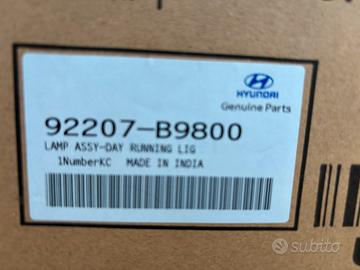 HYUNDAI
Genuine Parts
92207-B9800
LAMP ASSY-DAY RUNNING LIG
1NumberKC MADE IN INDIA
subito